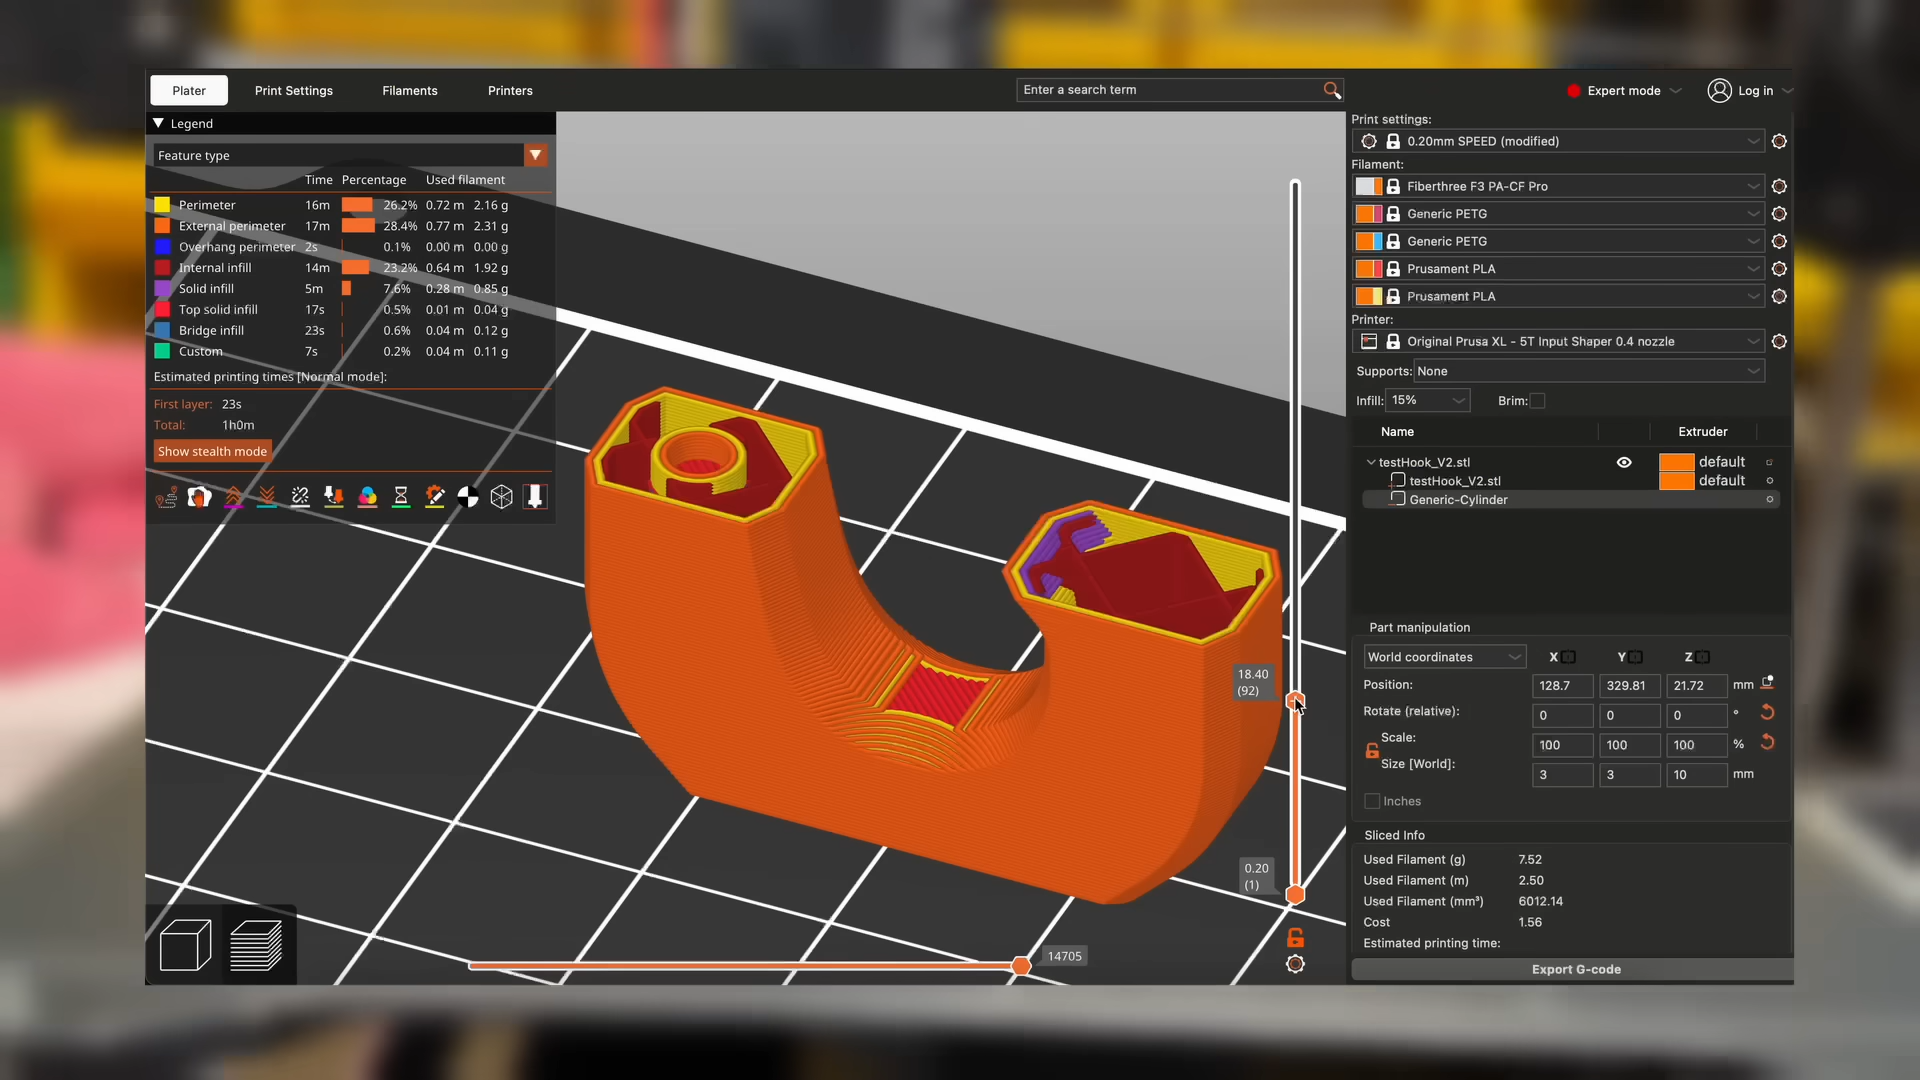 Plater Print Settings Filaments Printers Enter a search term Expert mode Log in
Legend
Feature type
Time Percentage Used filament
Perimeter 16m 26.2% 0.72 m 2.16 g
External perimeter 17m 28.4% 0.77 m 2.31 g
Overhang perimeter 2s 0.1% 0.00 m 0.00 g
Internal infill 14m 23.2% 0.64 m 1.92 g
Solid infill 5m 7.6% 0.28 m 0.85 g
Top solid infill 17s 0.5% 0.01 m 0.04 g
Bridge infill 23s 0.6% 0.04 m 0.12 g
Custom 7s 0.2% 0.04 m 0.11 g
Estimated printing times [Normal mode]:
First layer: 23s
Total: 1h0m
Show stealth mode
18.40
(92)
0.20
(1)
14705
Print settings:
0.20mm SPEED (modified)
Filament:
Fiberthree F3 PA-CF Pro
Generic PETG
Generic PETG
Prusament PLA
Prusament PLA
Printer:
Original Prusa XL - 5T Input Shaper 0.4 nozzle
Supports: None
Infill: 15% Brim:
Name Extruder
testHook_V2.stl default
testHook_V2.stl default
Generic-Cylinder
Part manipulation
World coordinates X Y Z
Position: 128.7 329.81 21.72 mm
Rotate (relative): 0 0 0 °
Scale: 100 100 100 %
Size [World]: 3 3 10 mm
Inches
Sliced Info
Used Filament (g) 7.52
Used Filament (m) 2.50
Used Filament (mm³) 6012.14
Cost 1.56
Estimated printing time:
Export G-code